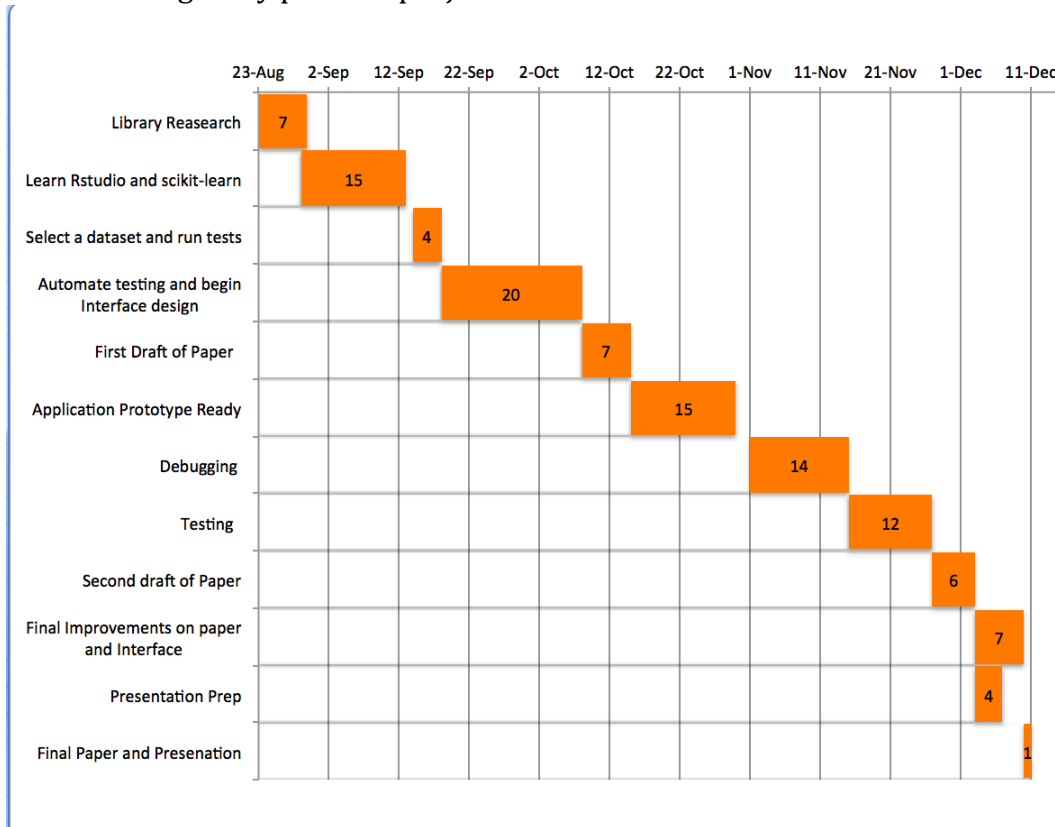 23-Aug 2-Sep 12-Sep 22-Sep 2-Oct 12-Oct 22-Oct 1-Nov 11-Nov 21-Nov 1-Dec 11-Dec
Library Reasearch 7
Learn Rstudio and scikit-learn 15
Select a dataset and run tests 4
Automate testing and begin
Interface design 20
First Draft of Paper 7
Application Prototype Ready 15
Debugging 14
Testing 12
Second draft of Paper 6
Final Improvements on paper
and Interface 7
Presentation Prep 4
Final Paper and Presenation 1